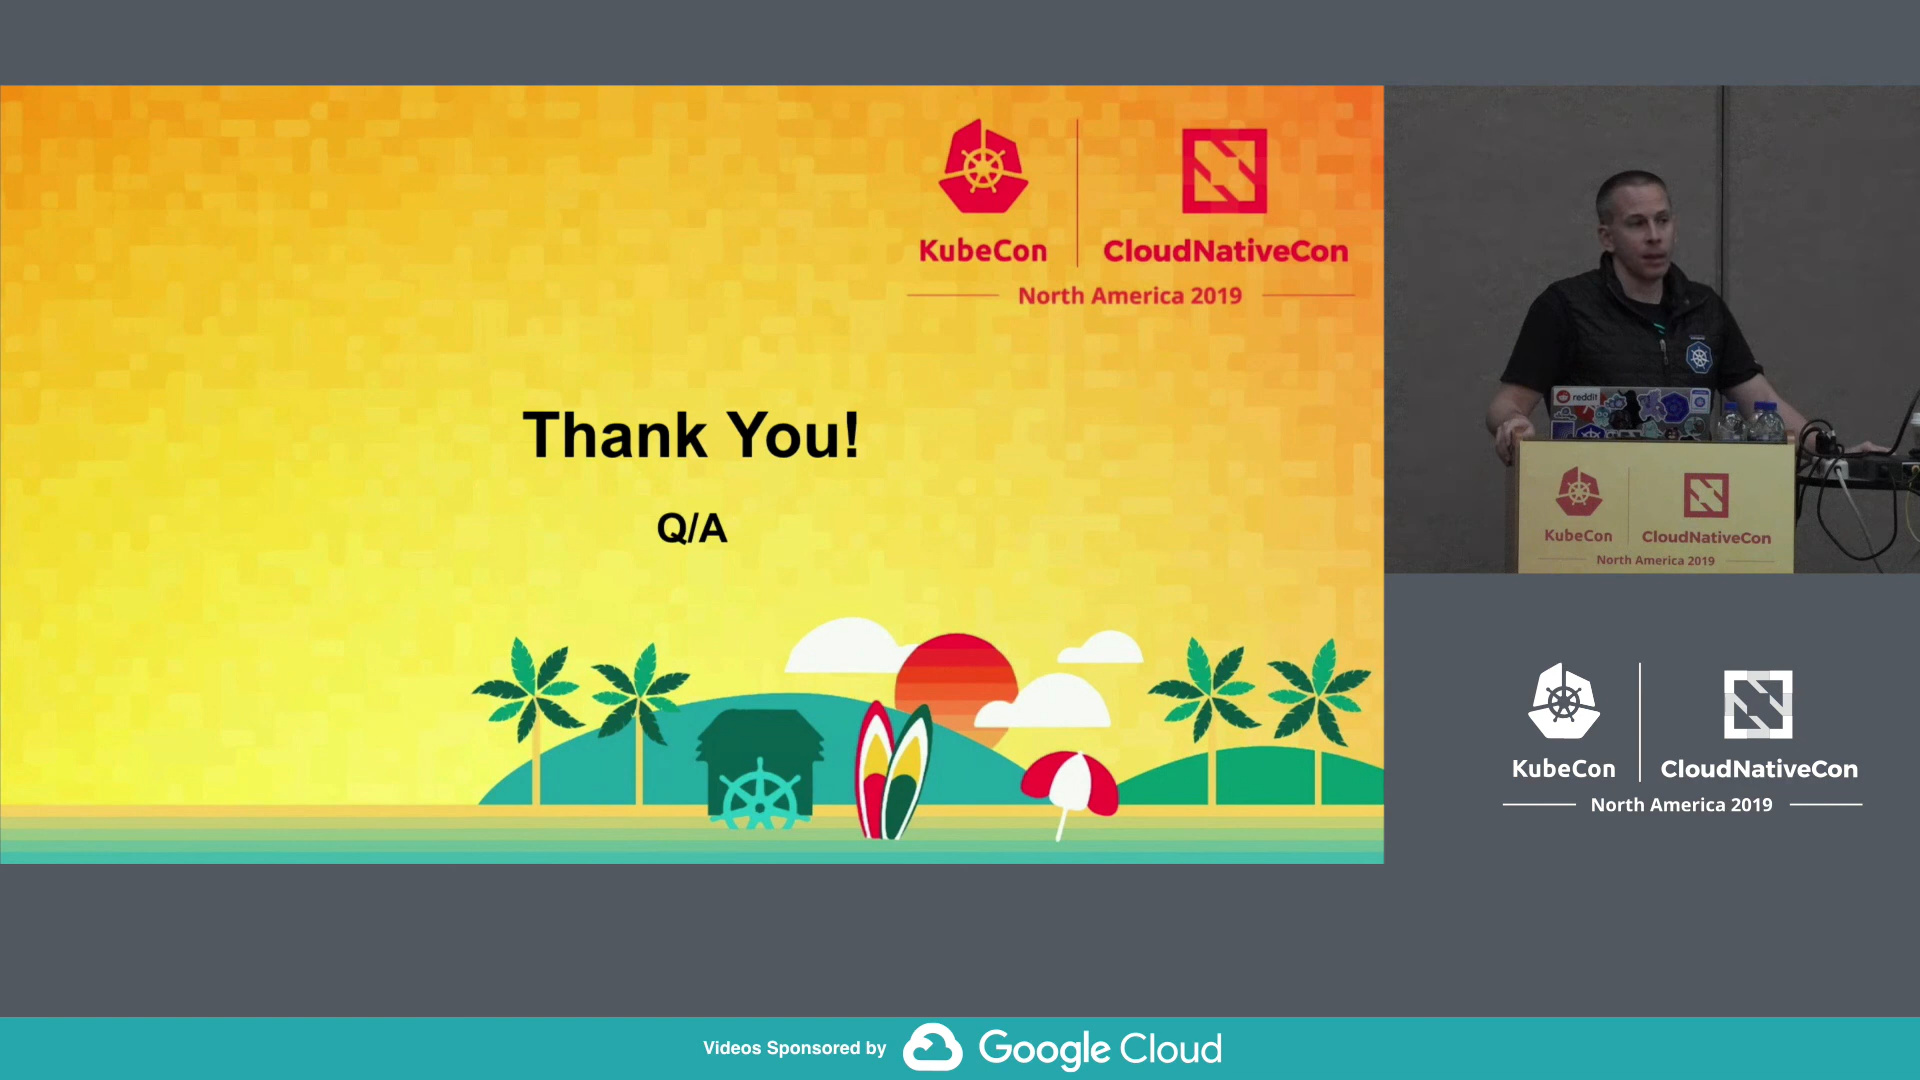 KubeCon
CloudNativeCon
North America 2019
Thank You!
Q/A
reddit
KubeCon
CloudNativeCon
North America 2019
KubeCon
CloudNativeCon
North America 2019
Videos Sponsored by
Google Cloud